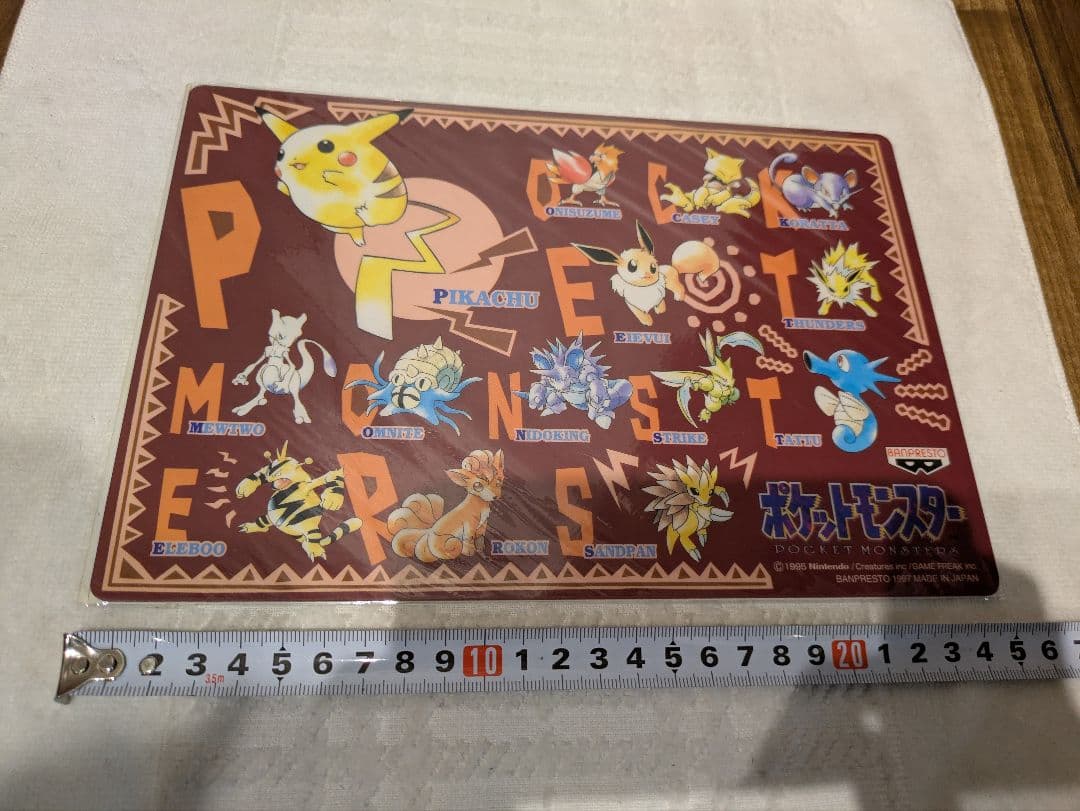 P O C K
PIKACHU
ONISUZUME
CASEY
KORATTA
E T
EIEVUI
THUNDERS
M O N S T
MEWTWO
OMNITE
NIDOKING
STRIKE
TATTU
BANPRESTO
E R S
ELEBOO
ROKON
SANDPAN
ポケットモンスター
POCKET MONSTERS
©1995 Nintendo / Creatures inc / GAME FREAK inc
BANPRESTO 1997 MADE IN JAPAN
2 3 4 5 6 7 8 9 10 1 2 3 4 5 6 7 8 9 20 1 2 3 4 5 6 7
3.5m